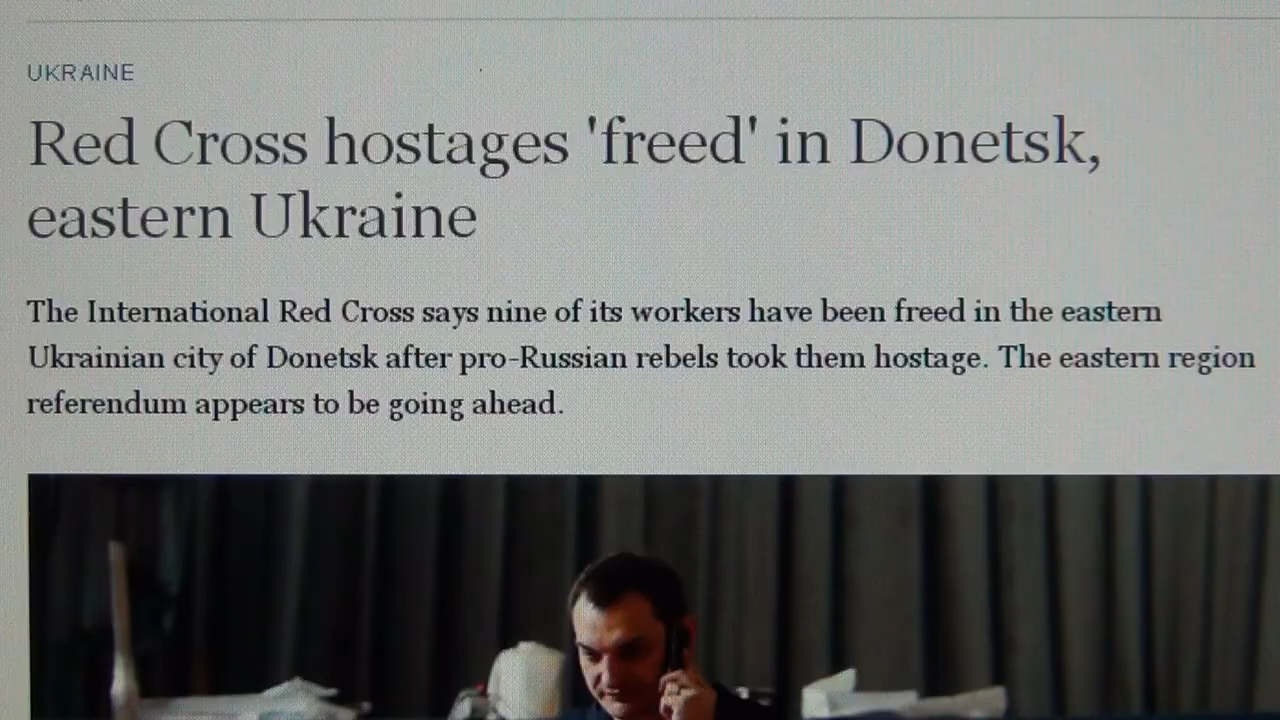 UKRAINE
Red Cross hostages 'freed' in Donetsk,
eastern Ukraine
The International Red Cross says nine of its workers have been freed in the eastern
Ukrainian city of Donetsk after pro-Russian rebels took them hostage. The eastern region
referendum appears to be going ahead.